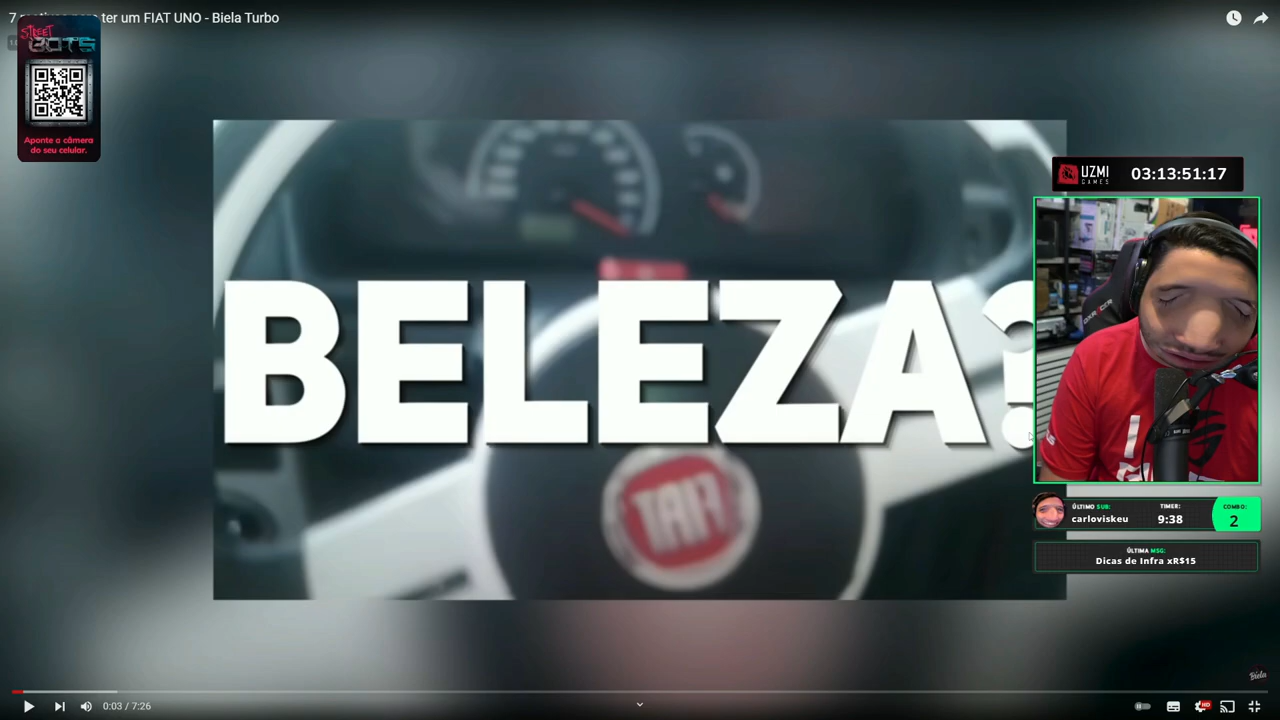 ter um FIAT UNO - Biela Turbo
STREET
BOTS
Aponte a câmera
do seu celular.
UZMI
GAMES
03:13:51:17
BELEZA?
FIAT
I
ÚLTIMO SUB:
carloviskeu
TIMER:
9:38
COMBO:
2
ÚLTIMA MSG:
Dicas de Infra xR$15
Biela
0:03 / 7:26
HD